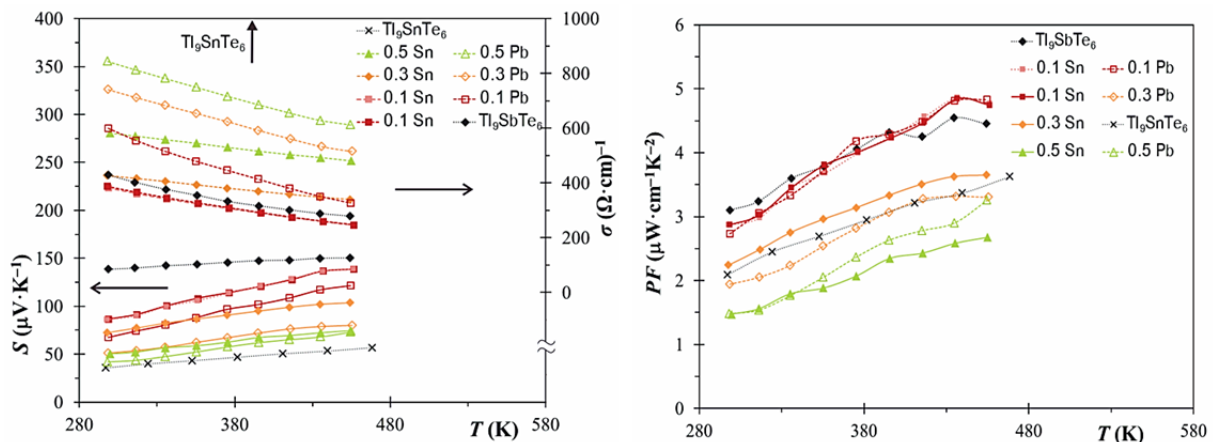 400
350
300
250
200
150
100
50
0
S (μV·K⁻¹)
Tl₉SnTe₆
Tl₉SnTe₆
0.5 Sn
0.5 Pb
0.3 Sn
0.3 Pb
0.1 Sn
0.1 Pb
0.1 Sn
Tl₉SbTe₆
1000
800
600
400
200
0
σ (Ω·cm)⁻¹
280
380
480
580
T (K)
6
5
4
3
2
1
0
PF (μW·cm⁻¹K⁻²)
Tl₉SbTe₆
0.1 Sn
0.1 Pb
0.1 Sn
0.3 Pb
0.3 Sn
Tl₉SnTe₆
0.5 Sn
0.5 Pb
280
380
480
580
T (K)